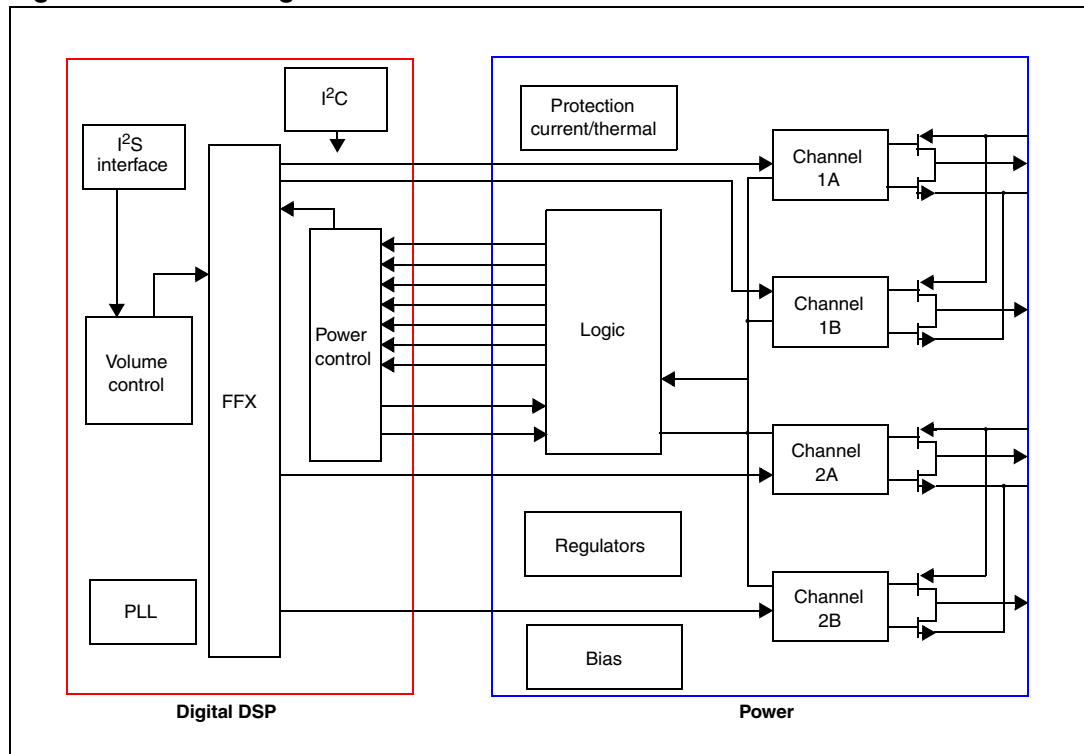 I²C
Protection
current/thermal
I²S
interface
Channel
1A
Channel
1B
Logic
Power
control
Volume
control
FFX
Channel
2A
Regulators
PLL
Channel
2B
Bias
Digital DSP
Power